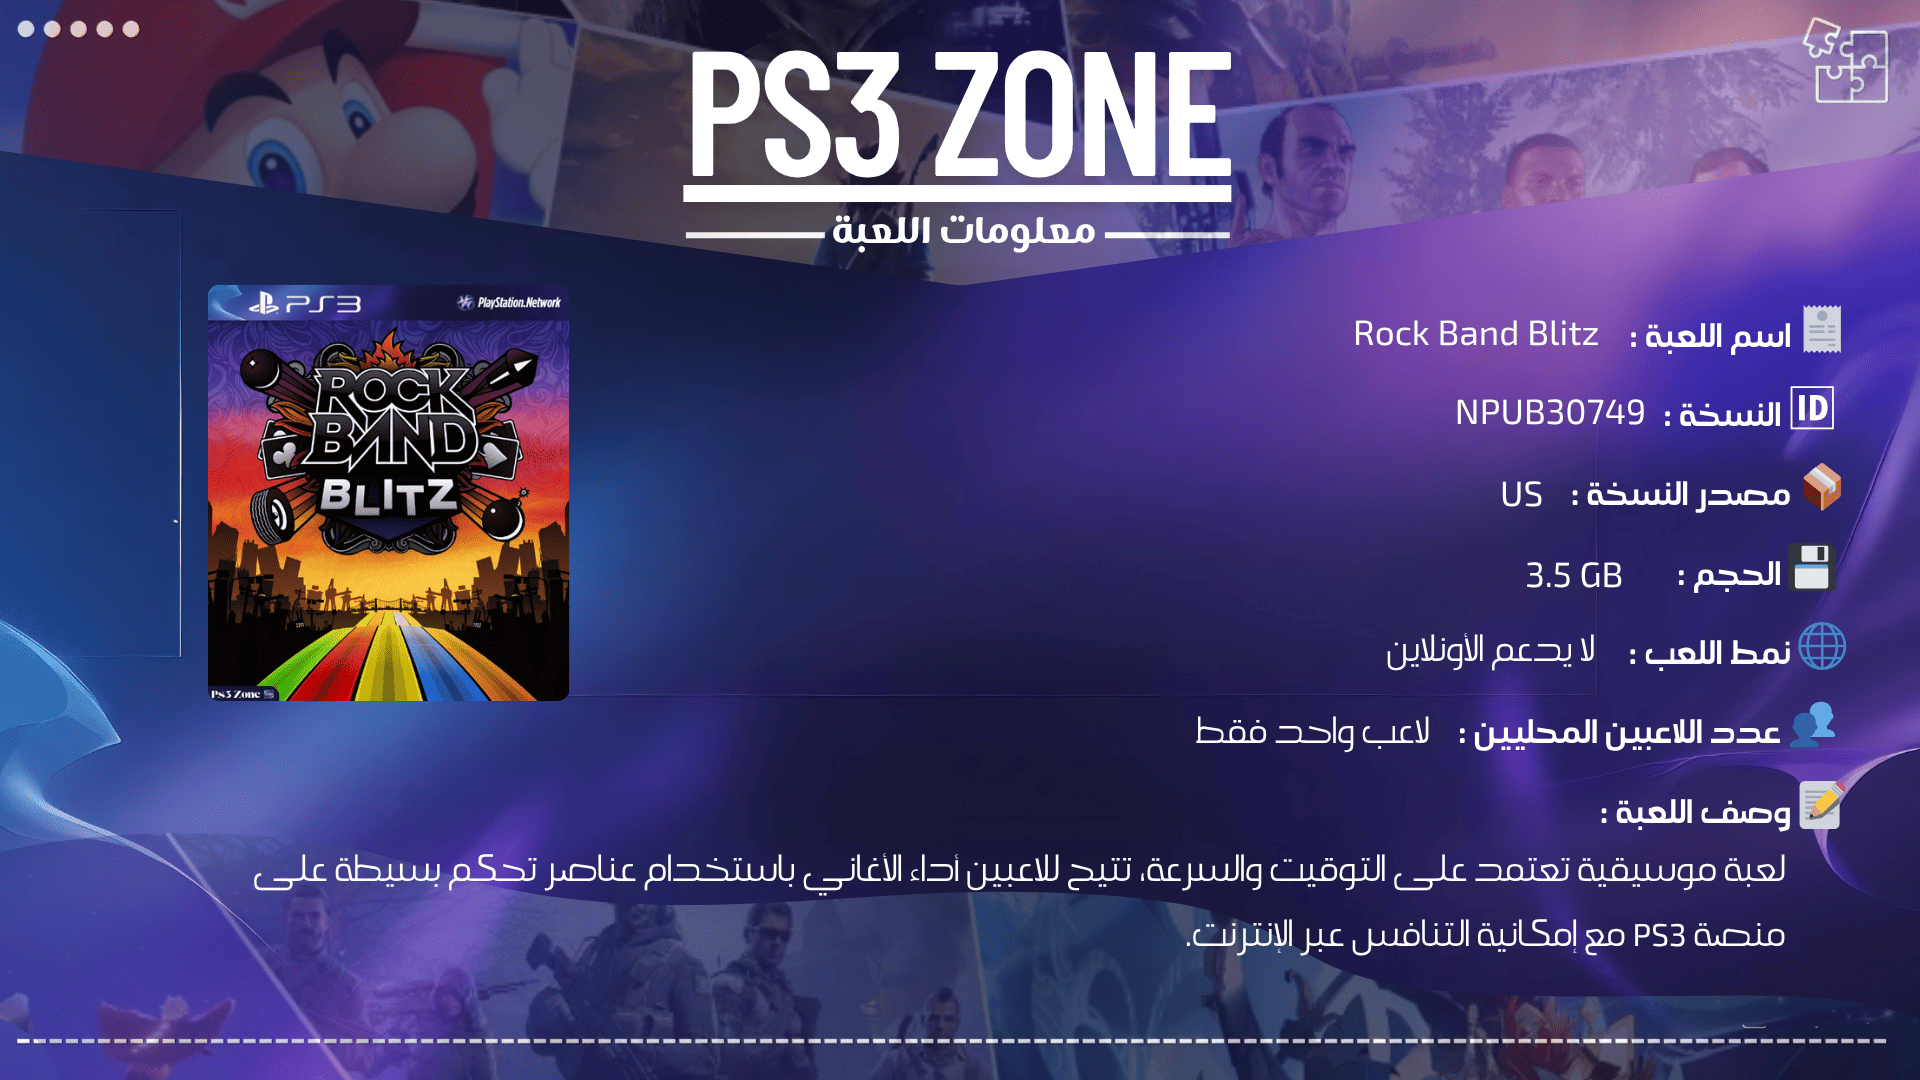 PS3 ZONE
معلومات اللعبة
PS3 PlayStation.Network
ROCK
BAND
BLITZ
Ps3 Zone
اسم اللعبة : Rock Band Blitz
ID النسخة : NPUB30749
مصدر النسخة : US
الحجم : 3.5 GB
نمط اللعب : لا يدعم الأونلاين
عدد اللاعبين المحليين : لاعب واحد فقط
وصف اللعبة :
لعبة موسيقية تعتمد على التوقيت والسرعة، تتيح للاعبين أداء الأغاني باستخدام عناصر تحكم بسيطة على
منصة PS3 مع إمكانية التنافس عبر الإنترنت.